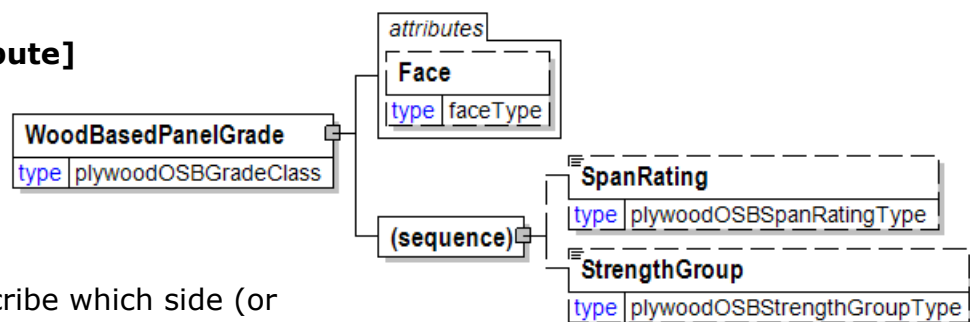 bute]
attributes
Face
type faceType
WoodBasedPanelGrade
type plywoodOSBGradeClass
SpanRating
type plywoodOSBSpanRatingType
(sequence)
StrengthGroup
type plywoodOSBStrengthGroupType
cribe which side (or